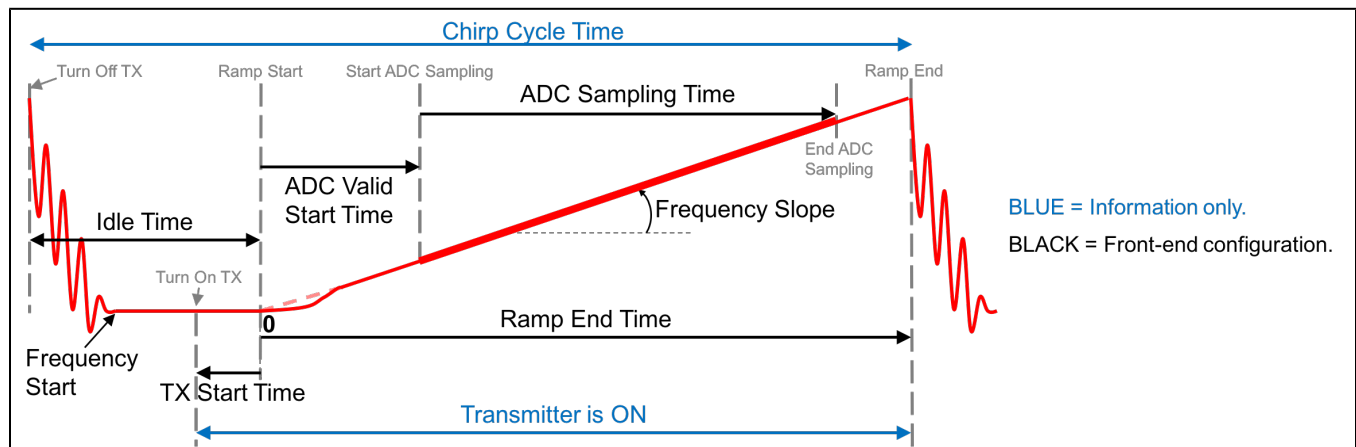 Chirp Cycle Time
Turn Off TX
Ramp Start
Start ADC Sampling
Ramp End
ADC Sampling Time
End ADC
Sampling
ADC Valid
Start Time
Idle Time
Frequency Slope
BLUE = Information only.
BLACK = Front-end configuration.
Turn On TX
0
Ramp End Time
Frequency
Start
TX Start Time
Transmitter is ON